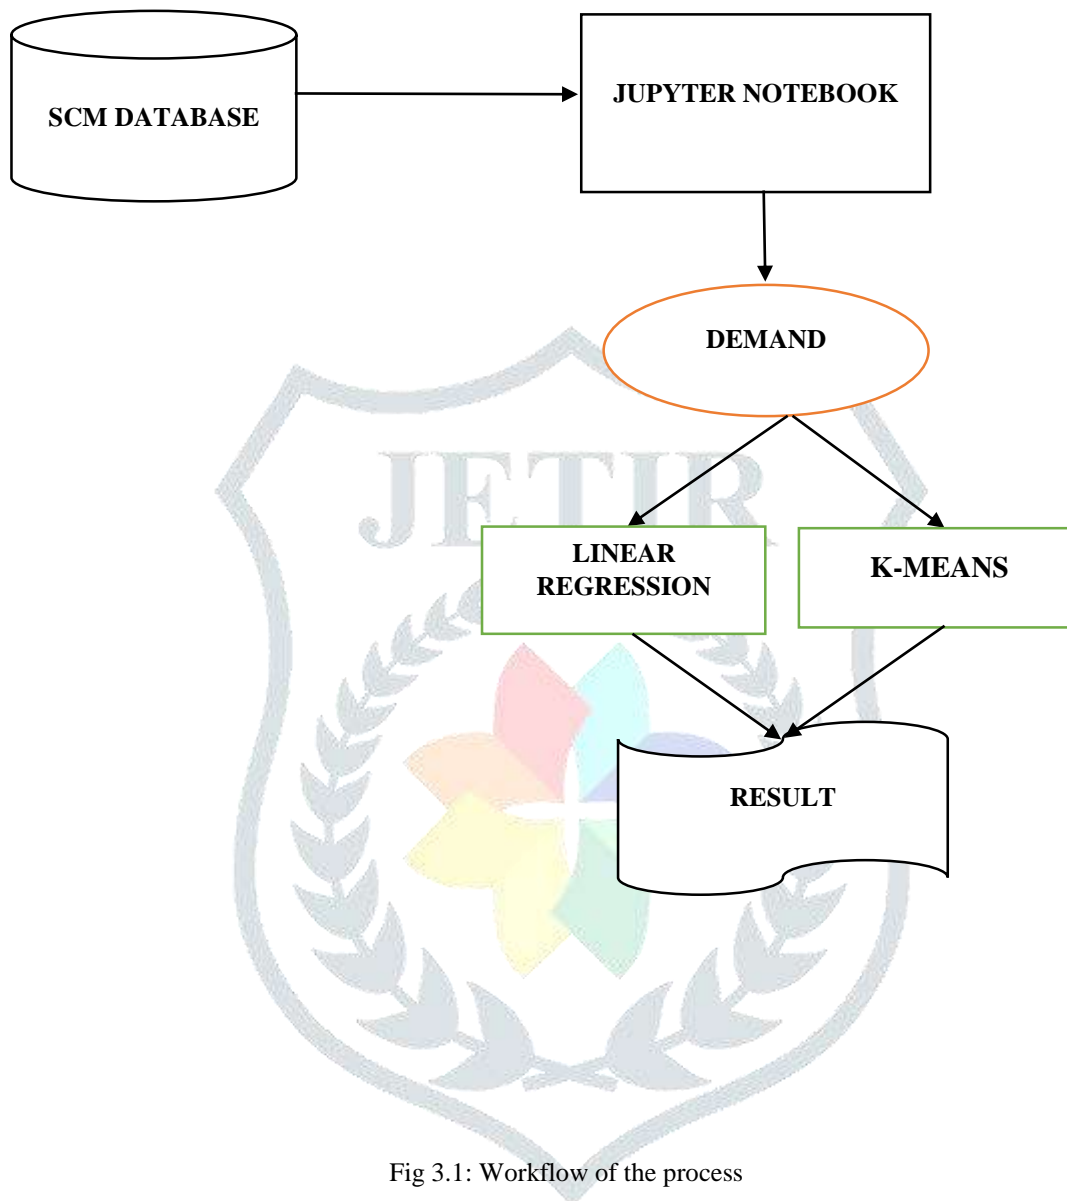 SCM DATABASE
JUPYTER NOTEBOOK
DEMAND
JETIR
LINEAR
REGRESSION
K-MEANS
RESULT
Fig 3.1: Workflow of the process